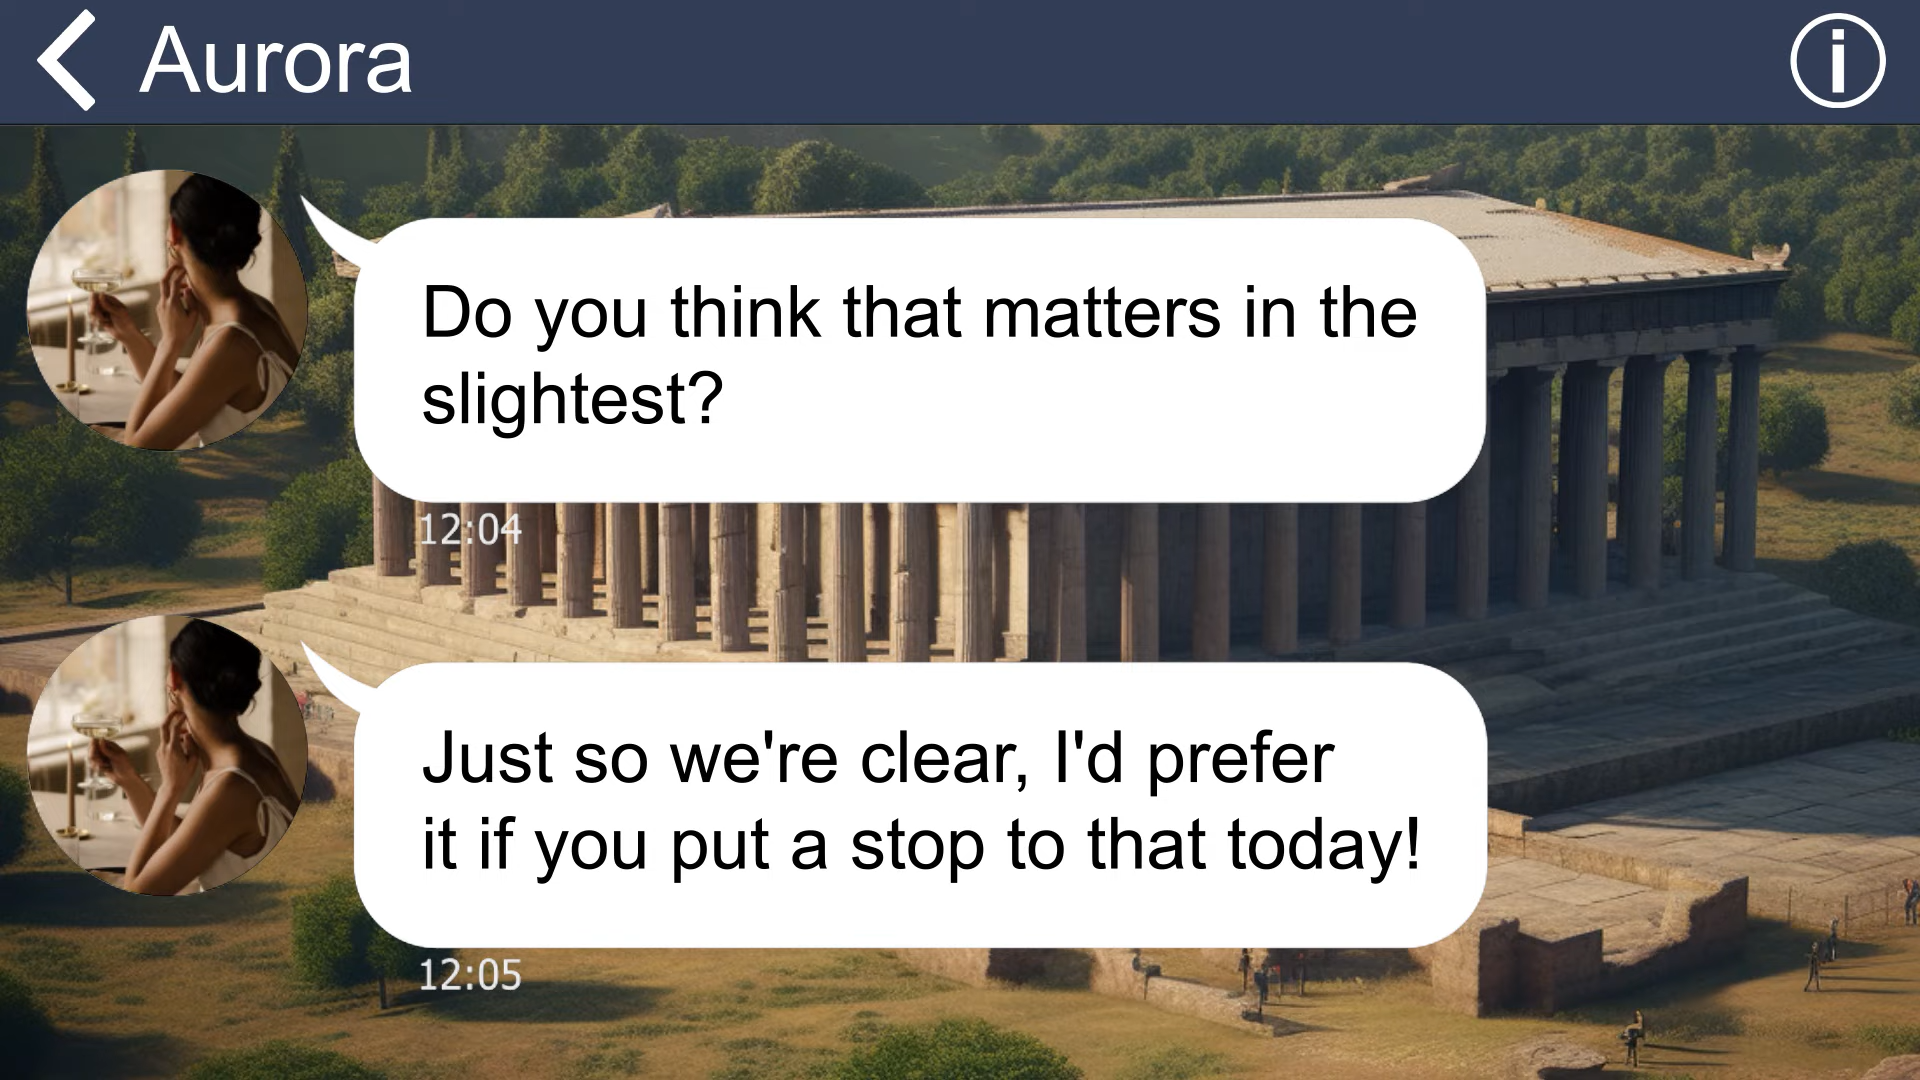 Aurora
Do you think that matters in the
slightest?
12:04
Just so we're clear, I'd prefer
it if you put a stop to that today!
12:05